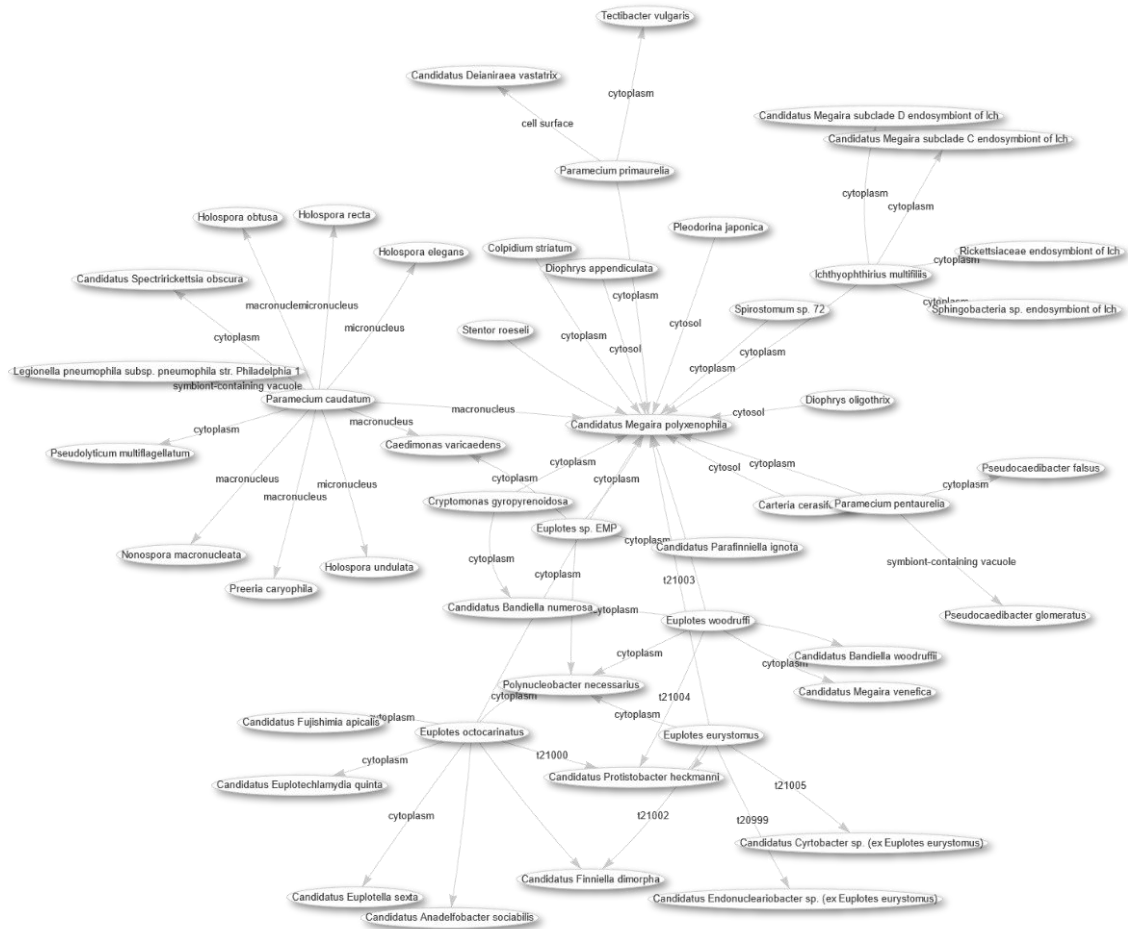 Tectibacter vulgaris
Candidatus Deianiraea vastatrix
cytoplasm
Candidatus Megaira subclade D endosymbiont of Ich
cell surface
Candidatus Megaira subclade C endosymbiont of Ich
Paramecium primaurelia
cytoplasm
cytoplasm
Holospora obtusa
Holospora recta
Pleodorina japonica
Holospora elegans
Colpidium striatum
Rickettsiaceae endosymbiont of Ich
cytoplasm
Candidatus Spectririckettsia obscura
Diophrys appendiculata
Ichthyophthirius multifiliis
cytoplasm
macronucleus
micronucleus
cytoplasm
Spirostomum sp. 72
Sphingobacteria sp. endosymbiont of Ich
cytosol
micronucleus
Stentor roeseli
cytoplasm
cytoplasm
cytoplasm
cytosol
cytoplasm
cytoplasm
Legionella pneumophila subsp. pneumophila str. Philadelphia 1
symbiont-containing vacuole
Paramecium caudatum
macronucleus
Diophrys oligothrix
cytosol
macronucleus
Candidatus Megaira polyxenophila
cytoplasm
Caedimonas varicaedens
Pseudolyticum multiflagellatum
cytoplasm
cytoplasm
cytosol
Pseudocaedibacter falsus
macronucleus
micronucleus
cytoplasm
cytoplasm
cytoplasm
macronucleus
Cryptomonas gyropyrenoidosa
Carteria
Paramecium pentaurelia
Euplotes sp. EMP
cytoplasm
Nonospora macronucleata
Candidatus Parafinniella ignota
Holospora undulata
cytoplasm
symbiont-containing vacuole
Preeria caryophila
cytoplasm
t21003
Candidatus Bandiella numerosa
cytoplasm
Euplotes woodruffi
Pseudocaedibacter glomeratus
cytoplasm
Candidatus Bandiella woodruffii
cytoplasm
Polynucleobacter necessarius
Candidatus Megaira venefica
cytoplasm
t21004
Candidatus Fujishimia apicalis
cytoplasm
cytoplasm
Euplotes octocarinatus
Euplotes eurystomus
t21000
cytoplasm
Candidatus Euplotechlamydia quinta
Candidatus Protistobacter heckmanni
t21005
cytoplasm
t21002
t20999
Candidatus Cyrtobacter sp. (ex Euplotes eurystomus)
Candidatus Finniella dimorpha
Candidatus Euplotella sexta
Candidatus Endonucleariobacter sp. (ex Euplotes eurystomus)
Candidatus Anadelfobacter sociabilis